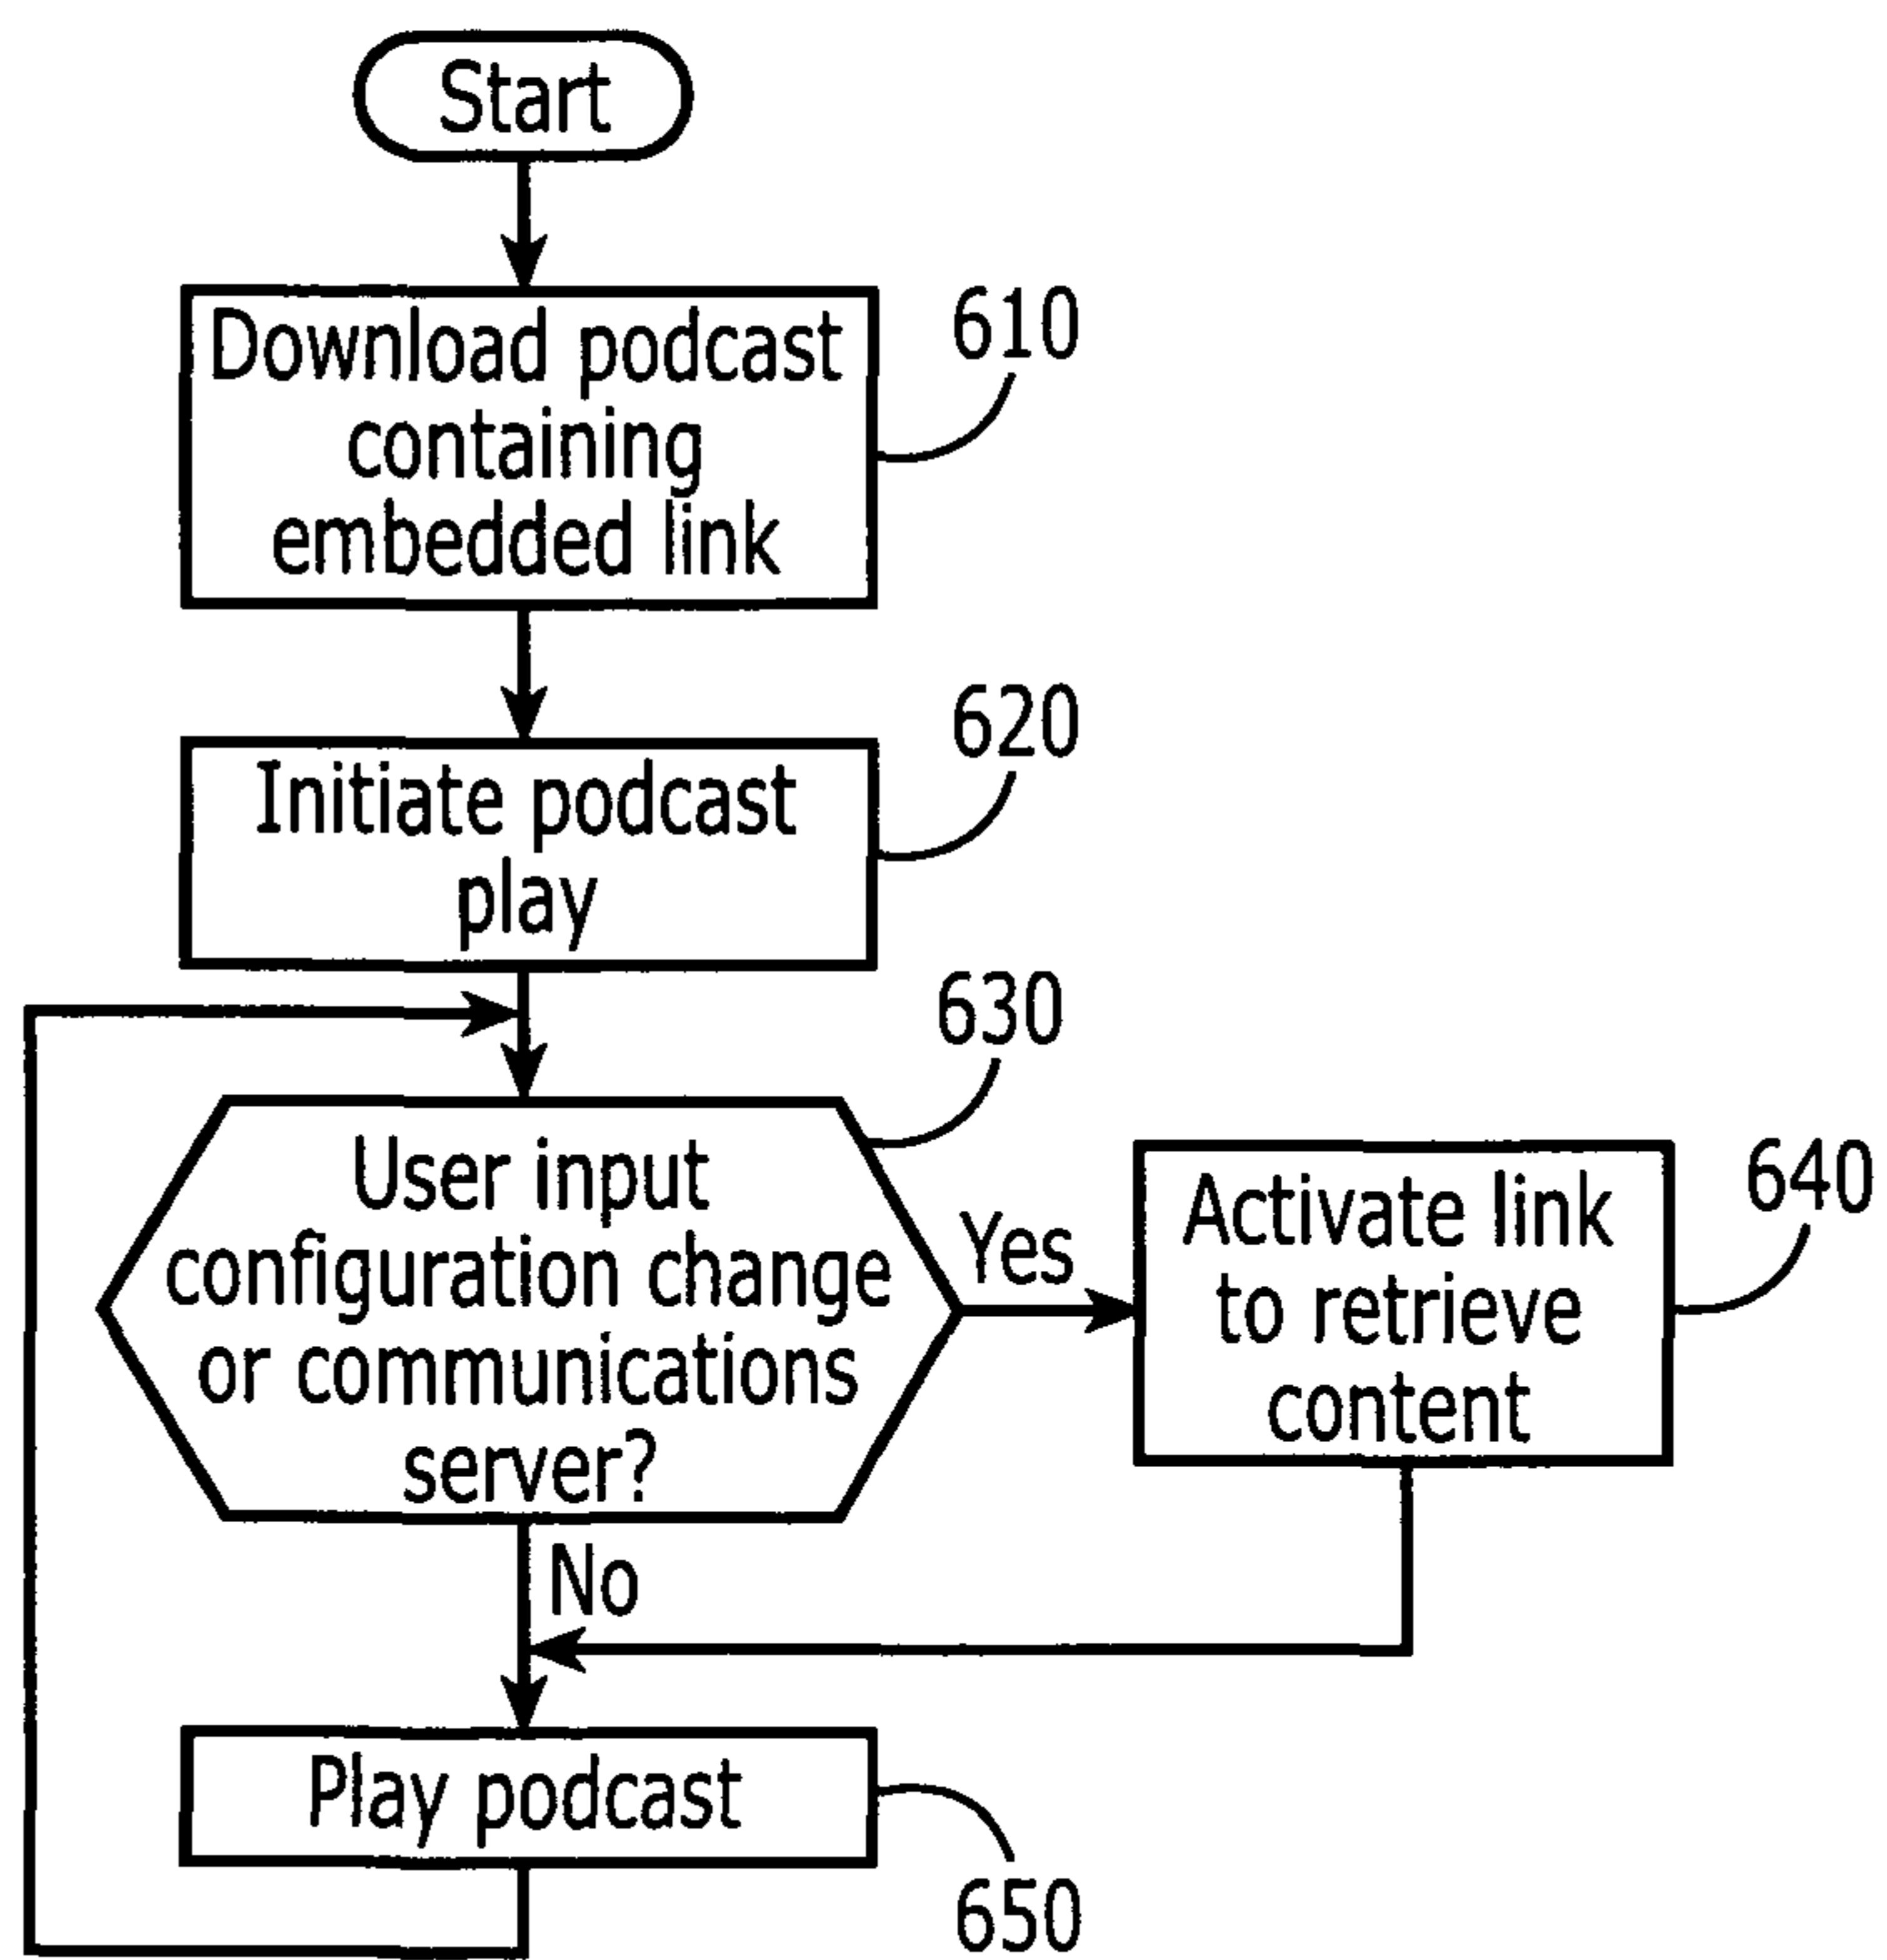 Start
Download podcast
containing
embedded link
610
Initiate podcast
play
620
630
User input
configuration change
or communications
server?
Yes
Activate link
to retrieve
content
640
No
Play podcast
650